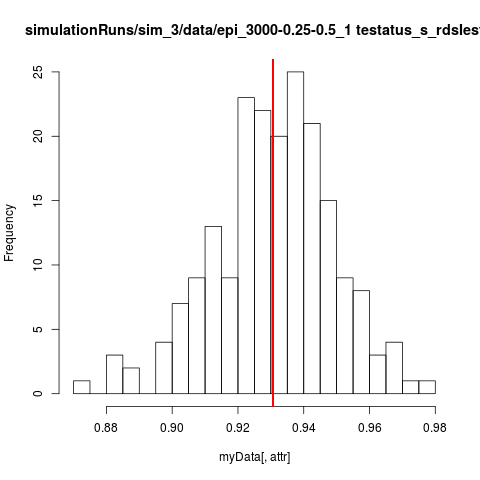 simulationRuns/sim_3/data/epi_3000-0.25-0.5_1 testatus_s_rdsles
Frequency
25
20
15
10
5
0
0.88 0.90 0.92 0.94 0.96 0.98
myData[, attr]